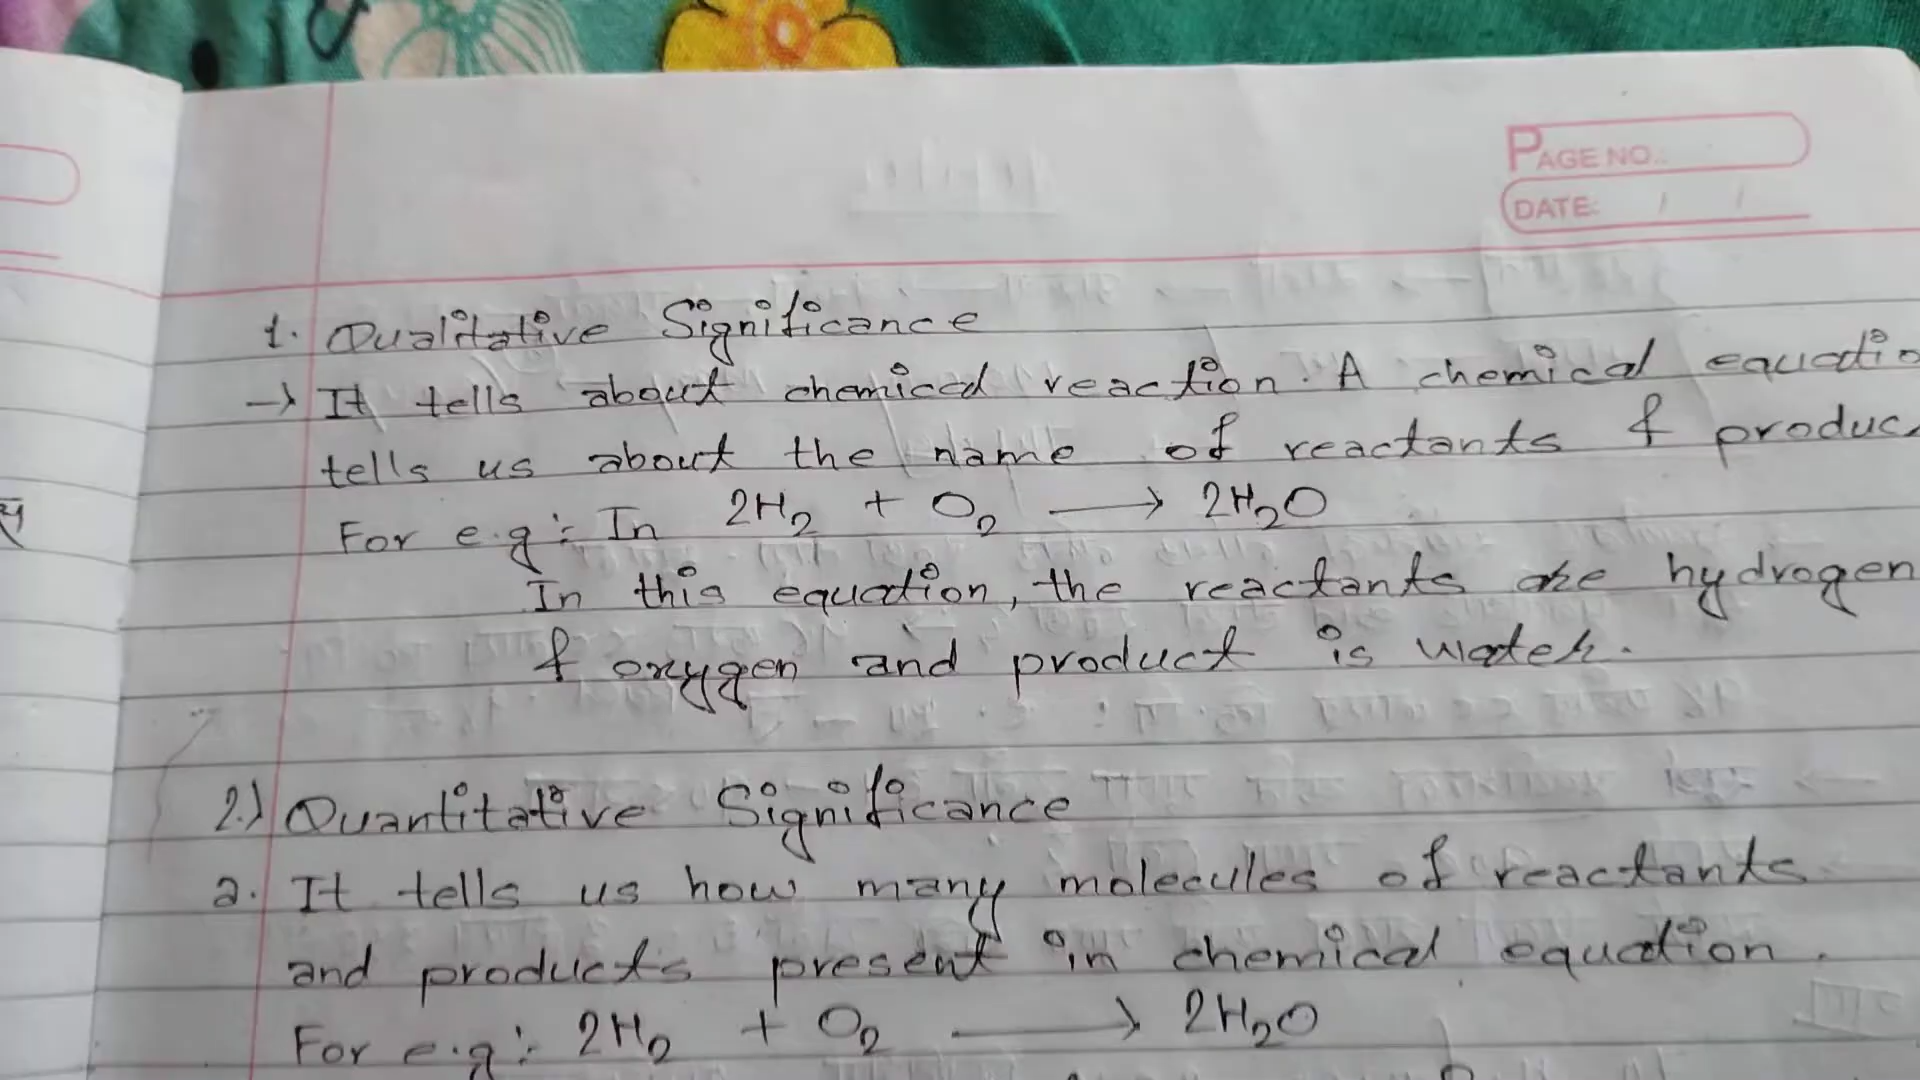 PAGE NO.
DATE: / /
1. Qualitative Significance
→ It tells about chemical reaction. A chemical equatio
tells us about the name of reactants & produc
For e.g: In 2H₂ + O₂ → 2H₂O
In this equation, the reactants are hydrogen
& oxygen and product is water.
2.) Quantitative Significance
a. It tells us how many molecules of reactants
and products present in chemical equation.
For e.g: 2H₂ + O₂ → 2H₂O